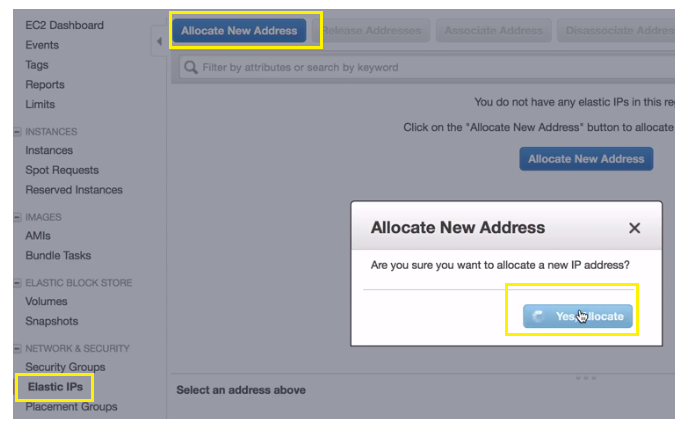 EC2 Dashboard
Events
Tags
Reports
Limits
INSTANCES
Instances
Spot Requests
Reserved Instances
IMAGES
AMIs
Bundle Tasks
ELASTIC BLOCK STORE
Volumes
Snapshots
NETWORK & SECURITY
Security Groups
Elastic IPs
Placement Groups
Allocate New Address Release Addresses Associate Address Disassociate Addres
Filter by attributes or search by keyword
You do not have any elastic IPs in this re
Click on the "Allocate New Address" button to allocate
Allocate New Address
Allocate New Address
Are you sure you want to allocate a new IP address?
Yes, Allocate
Select an address above